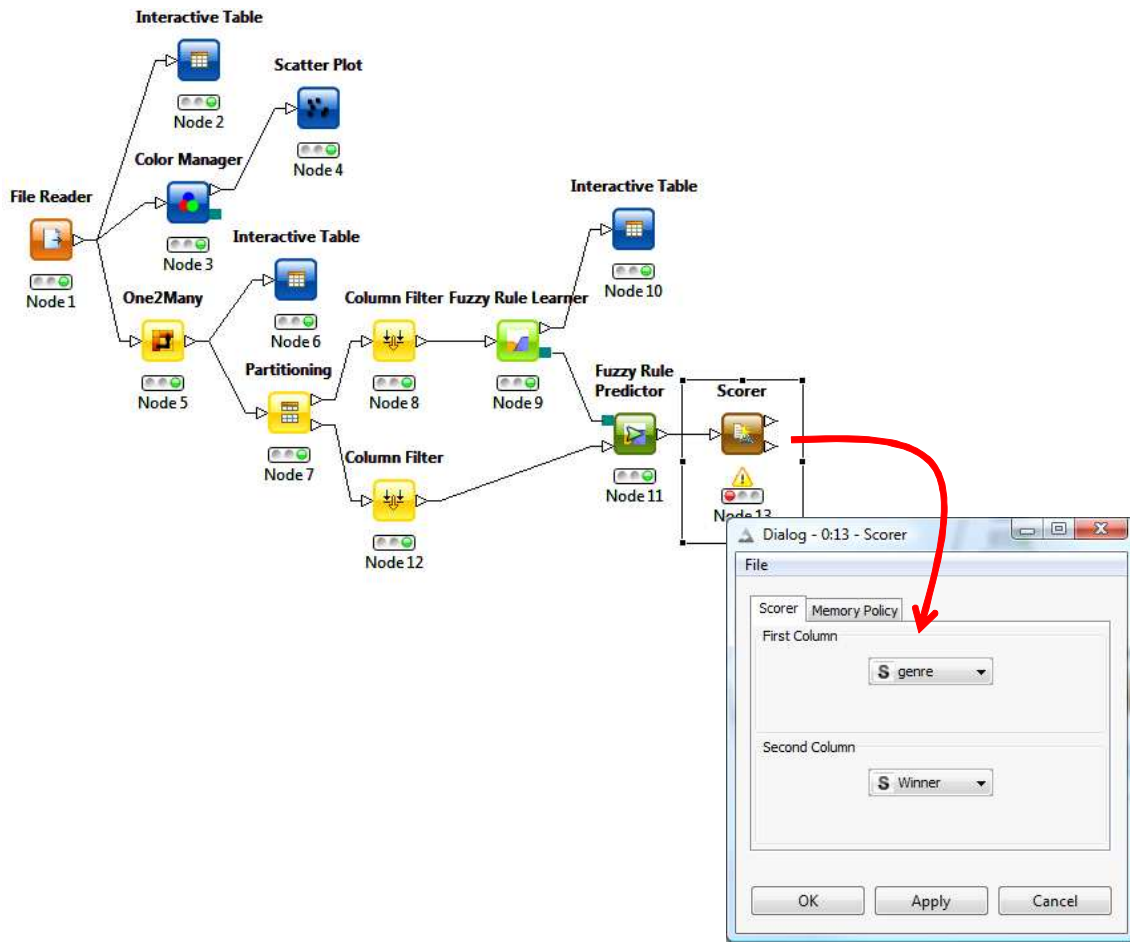 Interactive Table
Node 2
Scatter Plot
Node 4
Color Manager
Node 3
File Reader
Node 1
Interactive Table
Node 6
One2Many
Node 5
Partitioning
Node 7
Column Filter
Node 8
Fuzzy Rule Learner
Node 9
Interactive Table
Node 10
Column Filter
Node 12
Fuzzy Rule
Predictor
Node 11
Scorer
Node 13
Dialog - 0:13 - Scorer
File
Scorer
Memory Policy
First Column
S genre
Second Column
S Winner
OK
Apply
Cancel